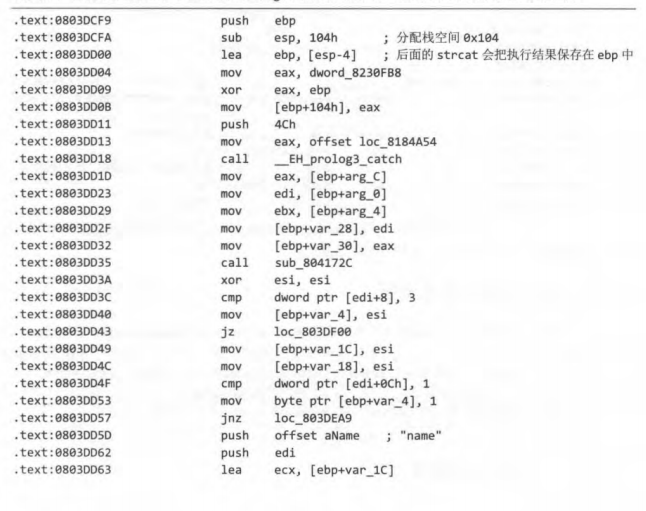 .text:0803DCF9 push ebp
.text:0803DCFA sub esp, 104h ; 分配栈空间 0x104
.text:0803DD00 lea ebp, [esp-4] ; 后面的 strcat 会把执行结果保存在 ebp 中
.text:0803DD04 mov eax, dword_8230FB8
.text:0803DD09 xor eax, ebp
.text:0803DD0B mov [ebp+104h], eax
.text:0803DD11 push 4Ch
.text:0803DD13 mov eax, offset loc_8184A54
.text:0803DD18 call __EH_prolog3_catch
.text:0803DD1D mov eax, [ebp+arg_C]
.text:0803DD23 mov edi, [ebp+arg_0]
.text:0803DD29 mov ebx, [ebp+arg_4]
.text:0803DD2F mov [ebp+var_28], edi
.text:0803DD32 mov [ebp+var_30], eax
.text:0803DD35 call sub_804172C
.text:0803DD3A xor esi, esi
.text:0803DD3C cmp dword ptr [edi+8], 3
.text:0803DD40 mov [ebp+var_4], esi
.text:0803DD43 jz loc_803DF00
.text:0803DD49 mov [ebp+var_1C], esi
.text:0803DD4C mov [ebp+var_18], esi
.text:0803DD4F cmp dword ptr [edi+0Ch], 1
.text:0803DD53 mov byte ptr [ebp+var_4], 1
.text:0803DD57 jnz loc_803DEA9
.text:0803DD5D push offset aName ; "name"
.text:0803DD62 push edi
.text:0803DD63 lea ecx, [ebp+var_1C]